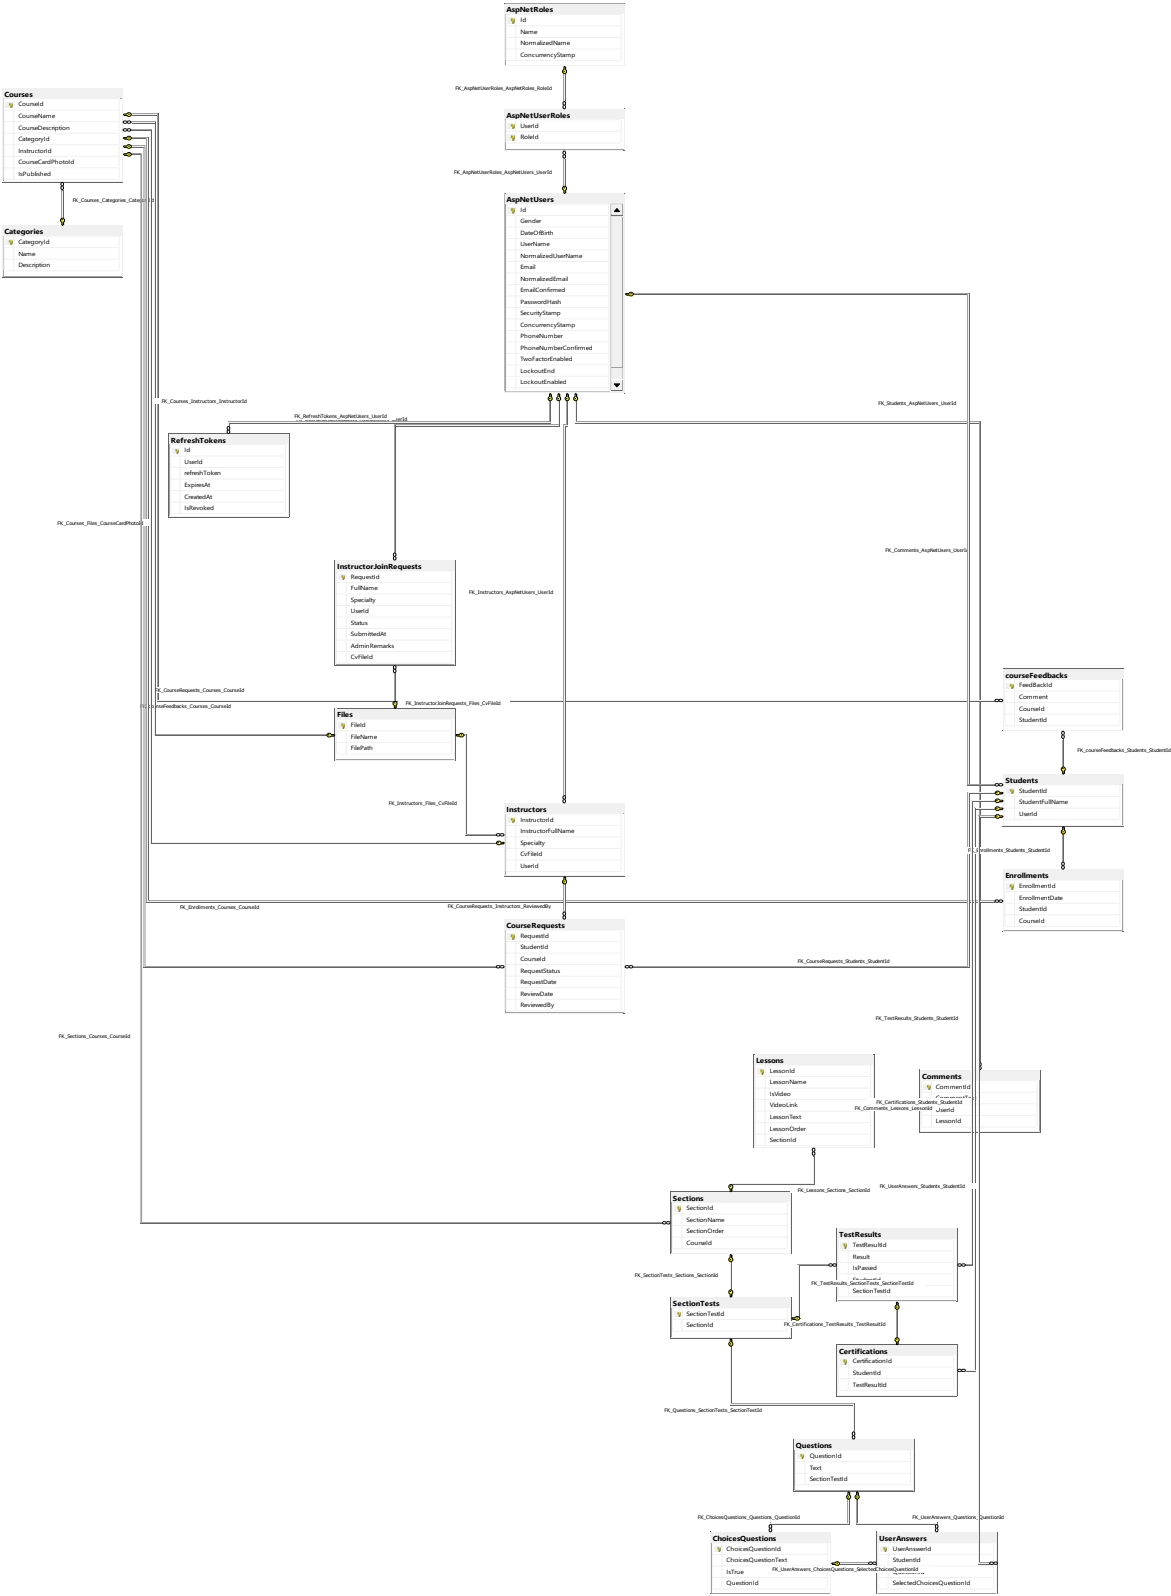 AspNetRoles
Id
Name
NormalizedName
ConcurrencyStamp
FK_AspNetUserRoles_AspNetRoles_RoleId
Courses
CourseId
CourseName
CourseDescription
CategoryId
InstructorId
CourseCardPhotoId
IsPublished
AspNetUserRoles
UserId
RoleId
FK_AspNetUserRoles_AspNetUsers_UserId
FK_Courses_Categories_CategoryId
Categories
CategoryId
Name
Description
AspNetUsers
Id
Gender
DateOfBirth
UserName
NormalizedUserName
Email
NormalizedEmail
EmailConfirmed
PasswordHash
SecurityStamp
ConcurrencyStamp
PhoneNumber
PhoneNumberConfirmed
TwoFactorEnabled
LockoutEnd
LockoutEnabled
FK_Courses_Instructors_InstructorId
FK_Students_AspNetUsers_UserId
FK_RefreshTokens_AspNetUsers_UserId
RefreshTokens
Id
UserId
refreshToken
ExpiresAt
CreatedAt
IsRevoked
FK_Courses_Files_CourseCardPhotoId
FK_Comments_AspNetUsers_UserId
InstructorJoinRequests
RequestId
FullName
Specialty
UserId
Status
SubmittedAt
AdminRemarks
CvFileId
FK_Instructors_AspNetUsers_UserId
courseFeedbacks
FeedBackId
Comment
CourseId
StudentId
FK_CourseRequests_Courses_CourseId
FK_courseFeedbacks_Courses_CourseId
FK_InstructorJoinRequests_Files_CvFileId
Files
FileId
FileName
FilePath
FK_courseFeedbacks_Students_StudentId
Students
StudentId
StudentFullName
UserId
FK_Instructors_Files_CvFileId
Instructors
InstructorId
InstructorFullName
Specialty
CvFileId
UserId
FK_Enrollments_Students_StudentId
Enrollments
EnrollmentId
EnrollmentDate
StudentId
CourseId
FK_Enrollments_Courses_CourseId
FK_CourseRequests_Instructors_ReviewedBy
CourseRequests
RequestId
StudentId
CourseId
RequestStatus
RequestDate
ReviewDate
ReviewedBy
FK_CourseRequests_Students_StudentId
FK_TestResults_Students_StudentId
FK_Sections_Courses_CourseId
Lessons
LessonId
LessonName
IsVideo
VideoLink
LessonText
LessonOrder
SectionId
Comments
CommentId
UserId
LessonId
FK_Certifications_Students_StudentId
FK_Comments_Lessons_LessonId
FK_Lessons_Sections_SectionId
FK_UserAnswers_Students_StudentId
Sections
SectionId
SectionName
SectionOrder
CourseId
TestResults
TestResultId
Result
IsPassed
SectionTestId
FK_SectionTests_Sections_SectionId
FK_TestResults_SectionTests_SectionTestId
SectionTests
SectionTestId
SectionId
FK_Certifications_TestResults_TestResultId
Certifications
CertificationId
StudentId
TestResultId
FK_Questions_SectionTests_SectionTestId
Questions
QuestionId
Text
SectionTestId
FK_ChoicesQuestions_Questions_QuestionId
FK_UserAnswers_Questions_QuestionId
ChoicesQuestions
ChoicesQuestionId
ChoicesQuestionText
IsTrue
QuestionId
UserAnswers
UserAnswerId
StudentId
SelectedChoicesQuestionId
FK_UserAnswers_ChoicesQuestions_SelectedChoicesQuestionId